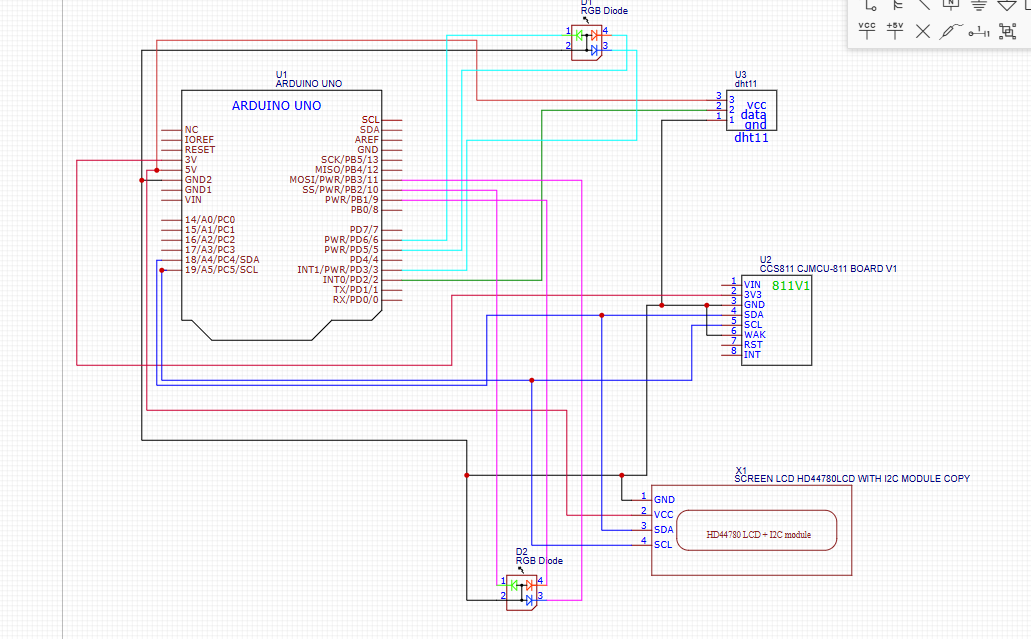 N
VCC
+5V
1
D1
RGB Diode
1
4
2
3
U1
ARDUINO UNO
U3
dht11
ARDUINO UNO
3
3
2
2
1
1
vcc
data
gnd
dht11
NC
IOREF
RESET
3V
5V
GND2
GND1
VIN
14/A0/PC0
15/A1/PC1
16/A2/PC2
17/A3/PC3
18/A4/PC4/SDA
19/A5/PC5/SCL
SCL
SDA
AREF
GND
SCK/PB5/13
MISO/PB4/12
MOSI/PWR/PB3/11
SS/PWR/PB2/10
PWR/PB1/9
PB0/8
PD7/7
PWR/PD6/6
PWR/PD5/5
PD4/4
INT1/PWR/PD3/3
INT0/PD2/2
TX/PD1/1
RX/PD0/0
U2
CCS811 CJMCU-811 BOARD V1
811V1
1 VIN
2 3V3
3 GND
4 SDA
5 SCL
6 WAK
7 RST
8 INT
X1
SCREEN LCD HD44780LCD WITH I2C MODULE COPY
1 GND
2 VCC
3 SDA
4 SCL
HD44780 LCD + I2C module
D2
RGB Diode
1
4
2
3